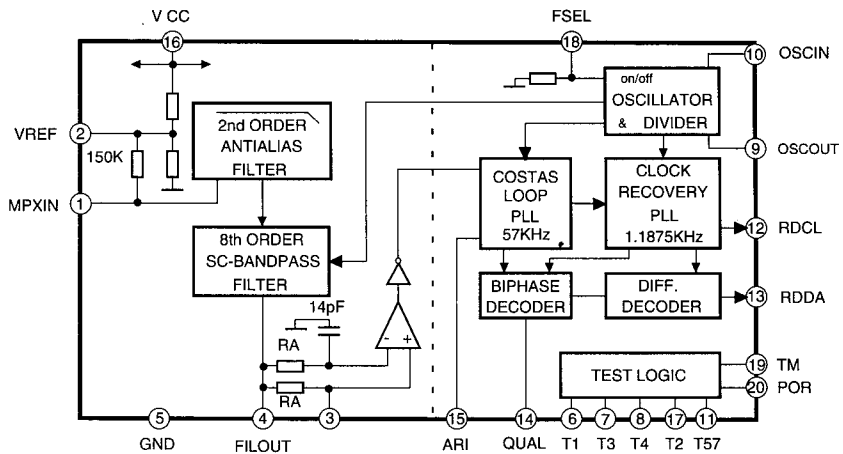 V CC
FSEL
16
18
10
OSCIN
on/off
OSCILLATOR
& DIVIDER
VREF
2
150K
2nd ORDER
ANTIALIAS
FILTER
9
OSCOUT
MPXIN
1
COSTAS
LOOP
PLL
57KHz
CLOCK
RECOVERY
PLL
1.1875KHz
12
RDCL
8th ORDER
SC-BANDPASS
FILTER
BIPHASE
DECODER
DIFF.
DECODER
13
RDDA
14pF
RA
- +
RA
TEST LOGIC
19
TM
20
POR
5
4
3
15
14
6
7
8
17
11
GND
FILOUT
ARI
QUAL
T1
T3
T4
T2
T57